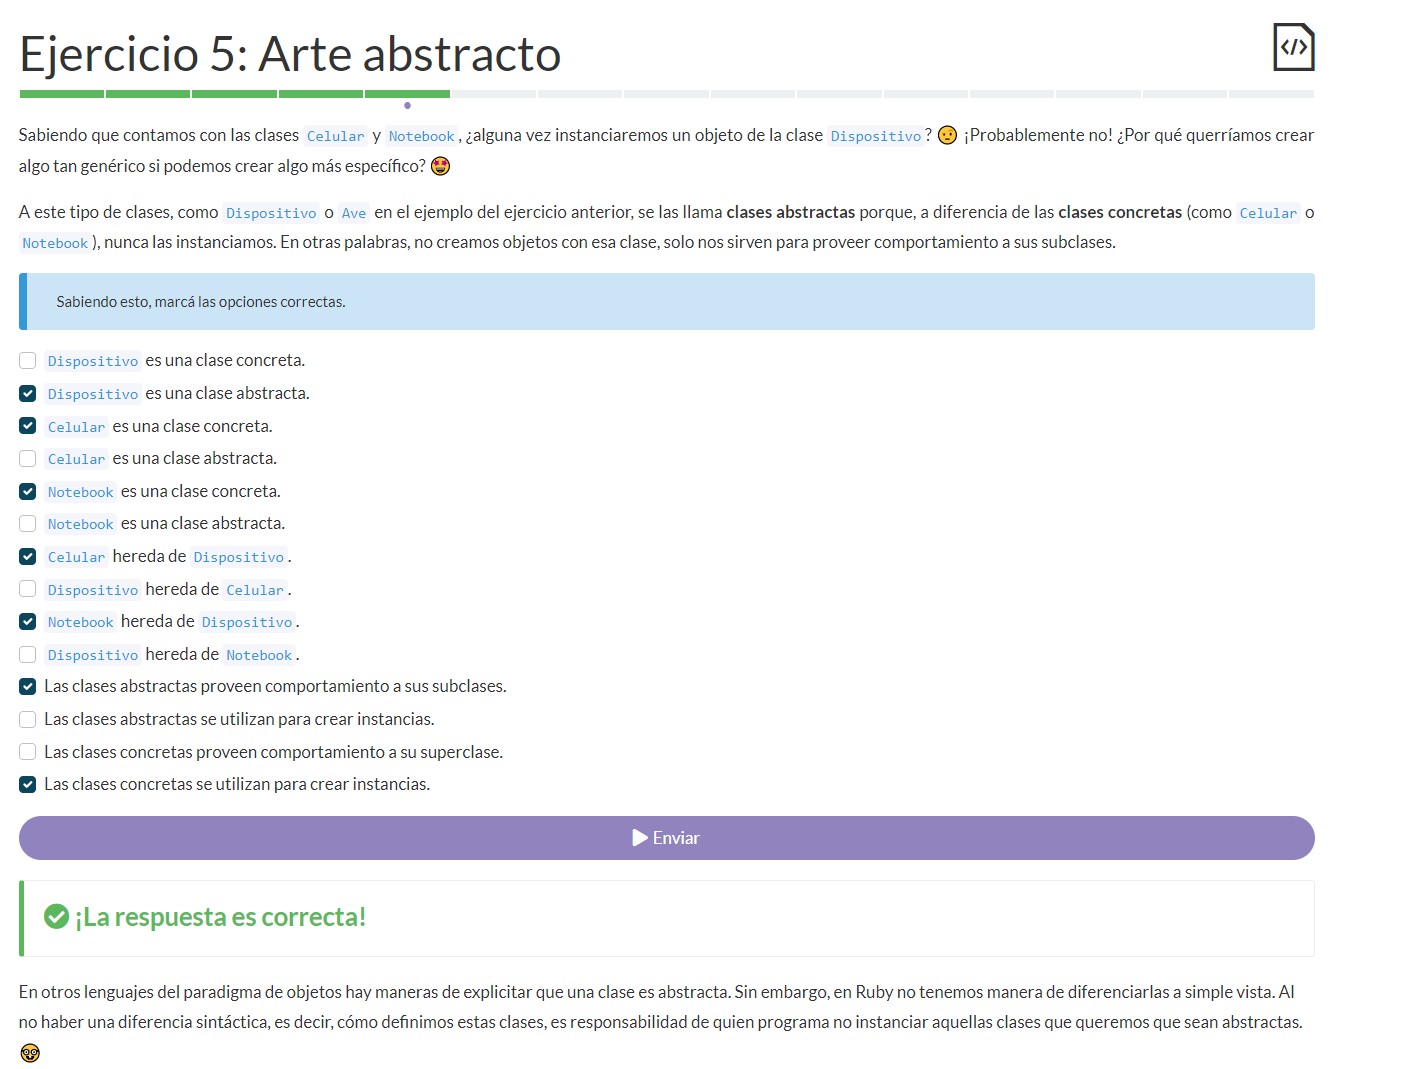 Ejercicio 5: Arte abstracto
</>
Sabiendo que contamos con las clases Celular y Notebook, ¿alguna vez instanciaremos un objeto de la clase Dispositivo? 😟 ¡Probablemente no! ¿Por qué querríamos crear
algo tan genérico si podemos crear algo más específico? 🤩
A este tipo de clases, como Dispositivo o Ave en el ejemplo del ejercicio anterior, se las llama clases abstractas porque, a diferencia de las clases concretas (como Celular o
Notebook), nunca las instanciamos. En otras palabras, no creamos objetos con esa clase, solo nos sirven para proveer comportamiento a sus subclases.
Sabiendo esto, marcá las opciones correctas.
Dispositivo es una clase concreta.
Dispositivo es una clase abstracta.
Celular es una clase concreta.
Celular es una clase abstracta.
Notebook es una clase concreta.
Notebook es una clase abstracta.
Celular hereda de Dispositivo.
Dispositivo hereda de Celular.
Notebook hereda de Dispositivo.
Dispositivo hereda de Notebook.
Las clases abstractas proveen comportamiento a sus subclases.
Las clases abstractas se utilizan para crear instancias.
Las clases concretas proveen comportamiento a su superclase.
Las clases concretas se utilizan para crear instancias.
Enviar
¡La respuesta es correcta!
En otros lenguajes del paradigma de objetos hay maneras de explicitar que una clase es abstracta. Sin embargo, en Ruby no tenemos manera de diferenciarlas a simple vista. Al
no haber una diferencia sintáctica, es decir, cómo definimos estas clases, es responsabilidad de quien programa no instanciar aquellas clases que queremos que sean abstractas.
🤓